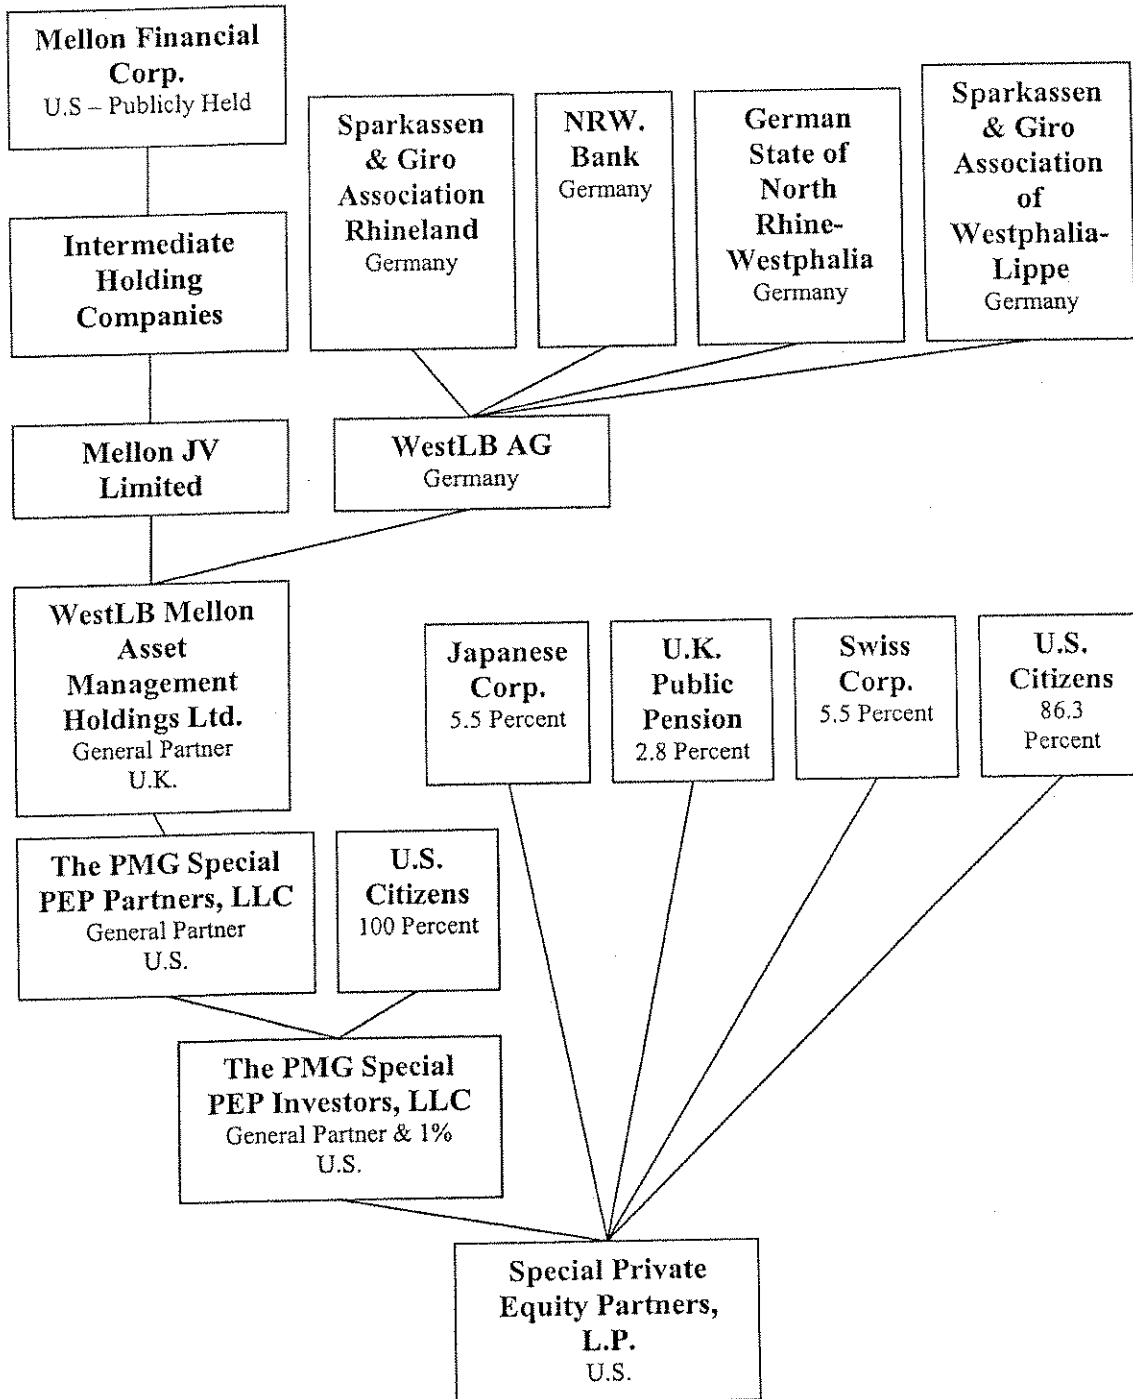 Mellon Financial
Corp.
U.S – Publicly Held
Sparkassen
& Giro
Association
Rhineland
Germany
NRW.
Bank
Germany
German
State of
North
Rhine-
Westphalia
Germany
Sparkassen
& Giro
Association
of
Westphalia-
Lippe
Germany
Intermediate
Holding
Companies
Mellon JV
Limited
WestLB AG
Germany
WestLB Mellon
Asset
Management
Holdings Ltd.
General Partner
U.K.
Japanese
Corp.
5.5 Percent
U.K.
Public
Pension
2.8 Percent
Swiss
Corp.
5.5 Percent
U.S.
Citizens
86.3
Percent
The PMG Special
PEP Partners, LLC
General Partner
U.S.
U.S.
Citizens
100 Percent
The PMG Special
PEP Investors, LLC
General Partner & 1%
U.S.
Special Private
Equity Partners,
L.P.
U.S.